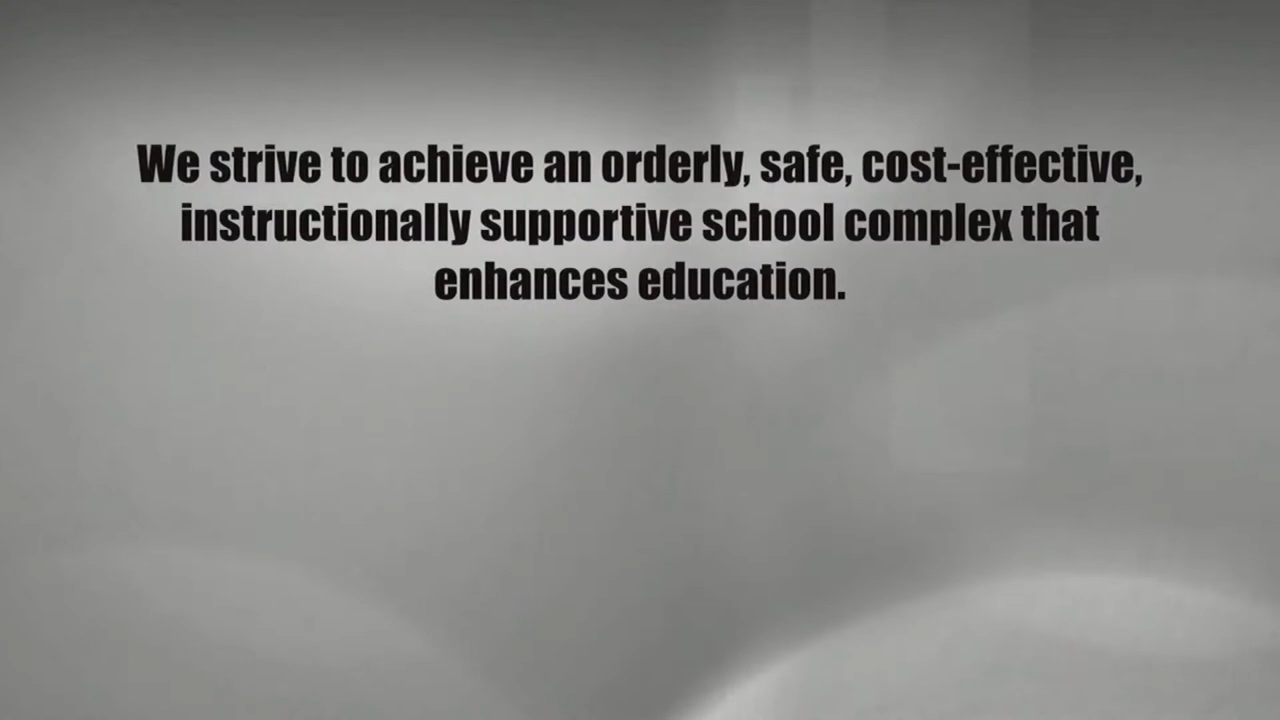 We strive to achieve an orderly, safe, cost-effective,
instructionally supportive school complex that
enhances education.